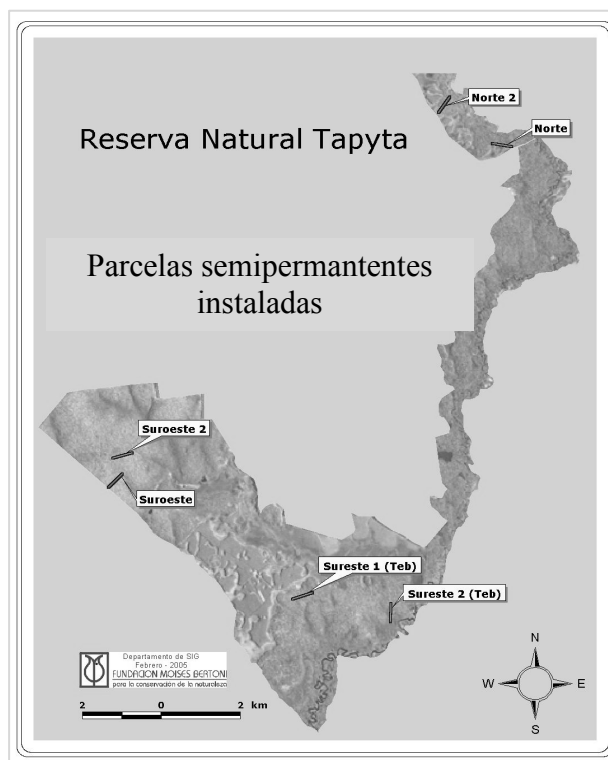 Norte 2
Norte
Reserva Natural Tapyta
Parcelas semipermantentes
instaladas
Suroeste 2
Suroeste
Sureste 1 (Teb)
Sureste 2 (Teb)
Departamento de SIG
Febrero - 2005
FUNDACION MOISES BERTONI
para la conservación de la naturaleza
2 0 2 km
N
W E
S